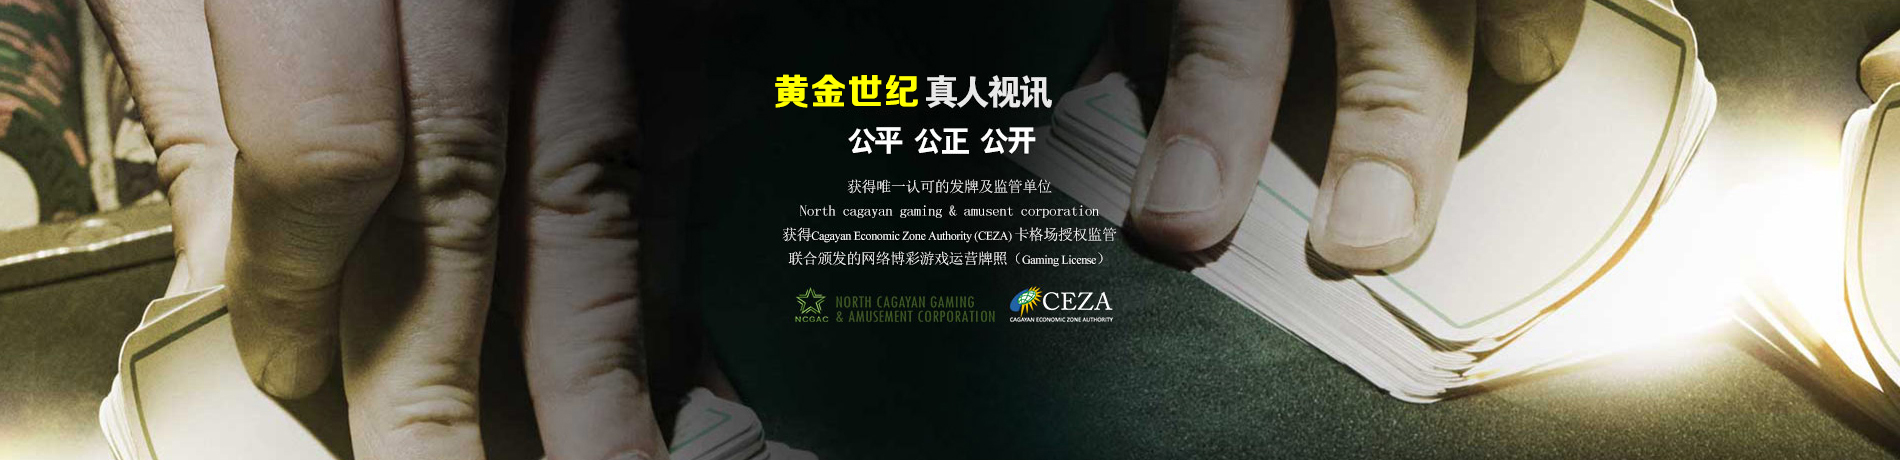 黄金世纪 真人视讯
公平 公正 公开
获得唯一认可的发牌及监管单位
North cagayan gaming & amusent corporation
获得Cagayan Economic Zone Authority (CEZA) 卡格场授权监管
联合颁发的网络博彩游戏运营牌照（Gaming License）
NCGAC
NORTH CAGAYAN GAMING
& AMUSEMENT CORPORATION
CEZA
CAGAYAN ECONOMIC ZONE AUTHORITY